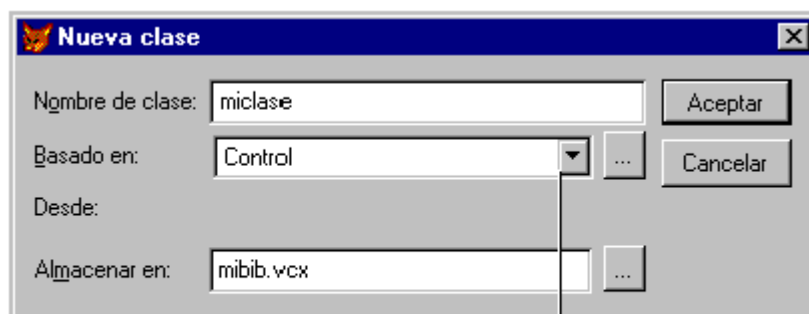 Nueva clase
Nombre de clase: miclase Aceptar
Basado en: Control ... Cancelar
Desde:
Almacenar en: mibib.vcx ...